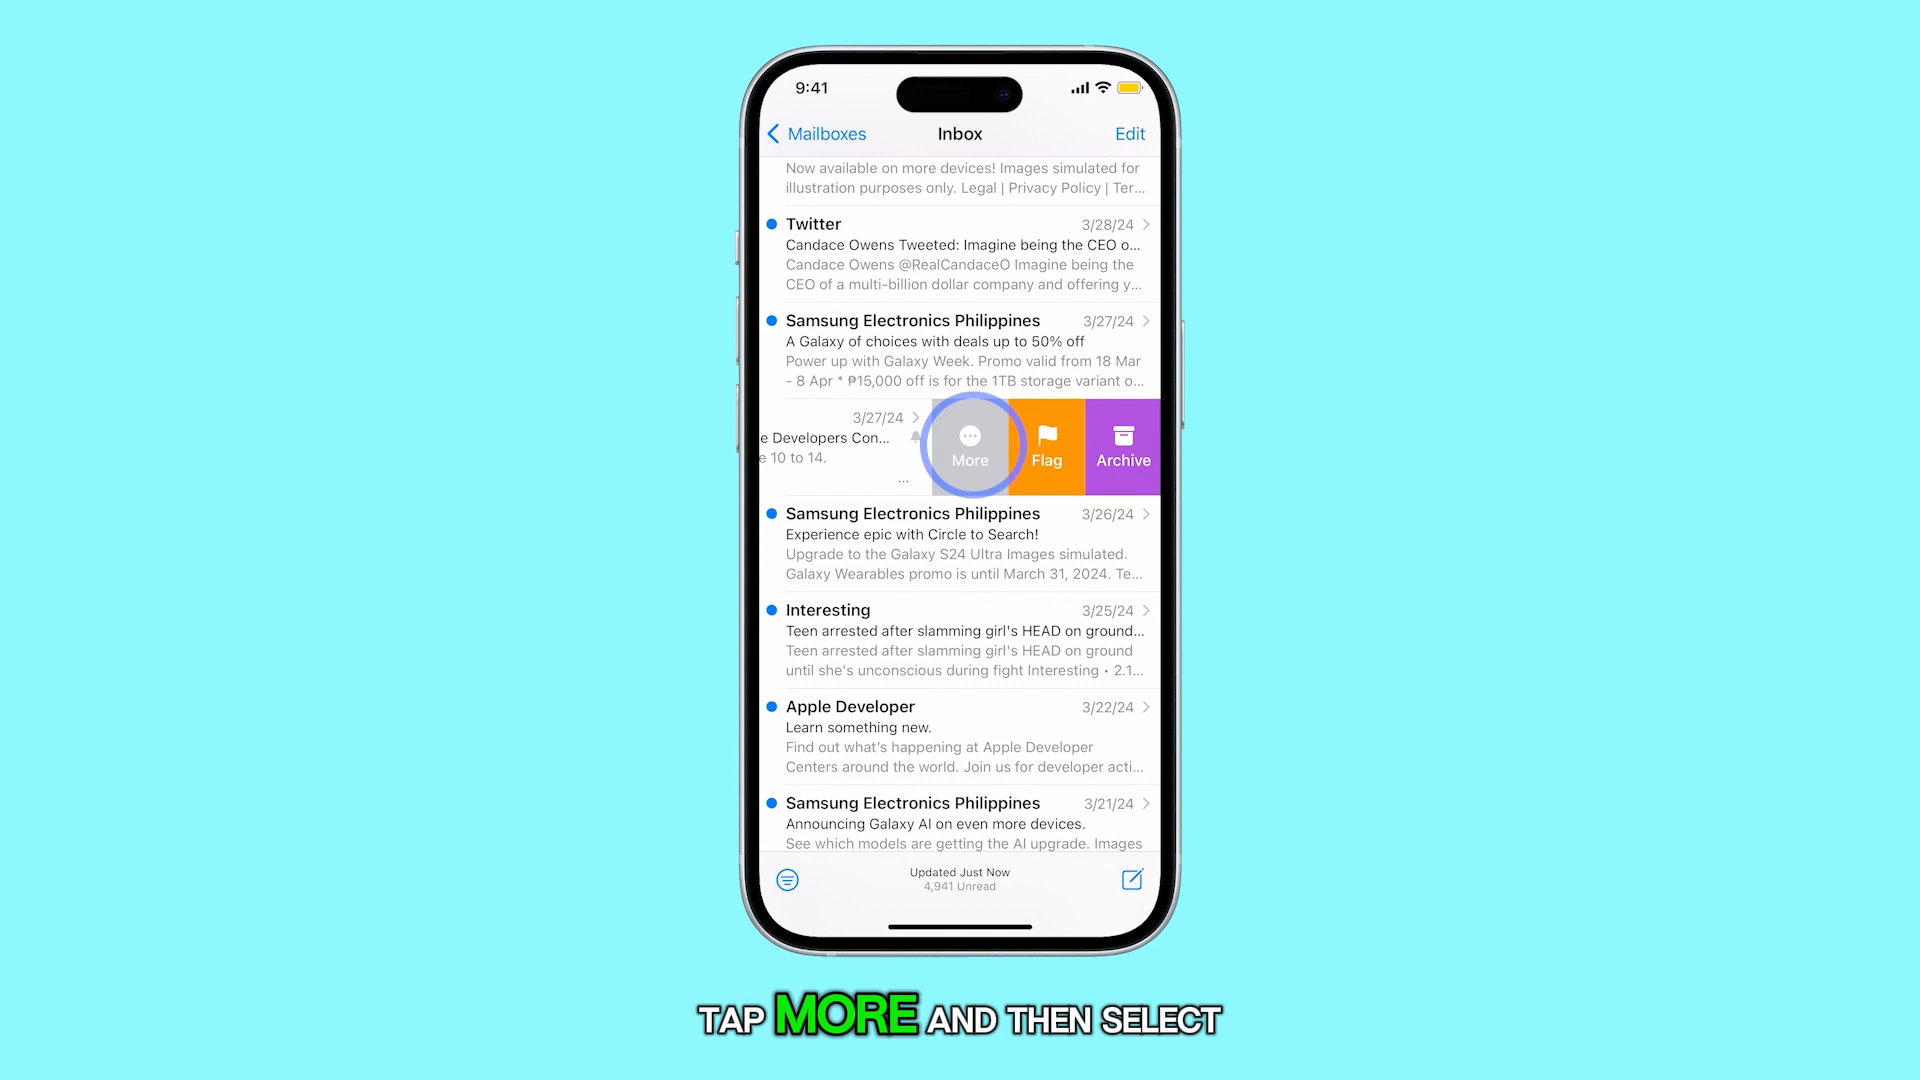 9:41
Mailboxes
Inbox
Edit
Now available on more devices! Images simulated for
illustration purposes only. Legal | Privacy Policy | Ter...
Twitter
3/28/24
Candace Owens Tweeted: Imagine being the CEO o...
Candace Owens @RealCandaceO Imagine being the
CEO of a multi-billion dollar company and offering y...
Samsung Electronics Philippines
3/27/24
A Galaxy of choices with deals up to 50% off
Power up with Galaxy Week. Promo valid from 18 Mar
- 8 Apr * ₱15,000 off is for the 1TB storage variant o...
3/27/24
e Developers Con...
e 10 to 14.
...
More
Flag
Archive
Samsung Electronics Philippines
3/26/24
Experience epic with Circle to Search!
Upgrade to the Galaxy S24 Ultra Images simulated.
Galaxy Wearables promo is until March 31, 2024. Te...
Interesting
3/25/24
Teen arrested after slamming girl's HEAD on ground...
Teen arrested after slamming girl's HEAD on ground
until she's unconscious during fight Interesting • 2.1...
Apple Developer
3/22/24
Learn something new.
Find out what's happening at Apple Developer
Centers around the world. Join us for developer acti...
Samsung Electronics Philippines
3/21/24
Announcing Galaxy AI on even more devices.
See which models are getting the AI upgrade. Images
Updated Just Now
4,941 Unread
TAP MORE AND THEN SELECT